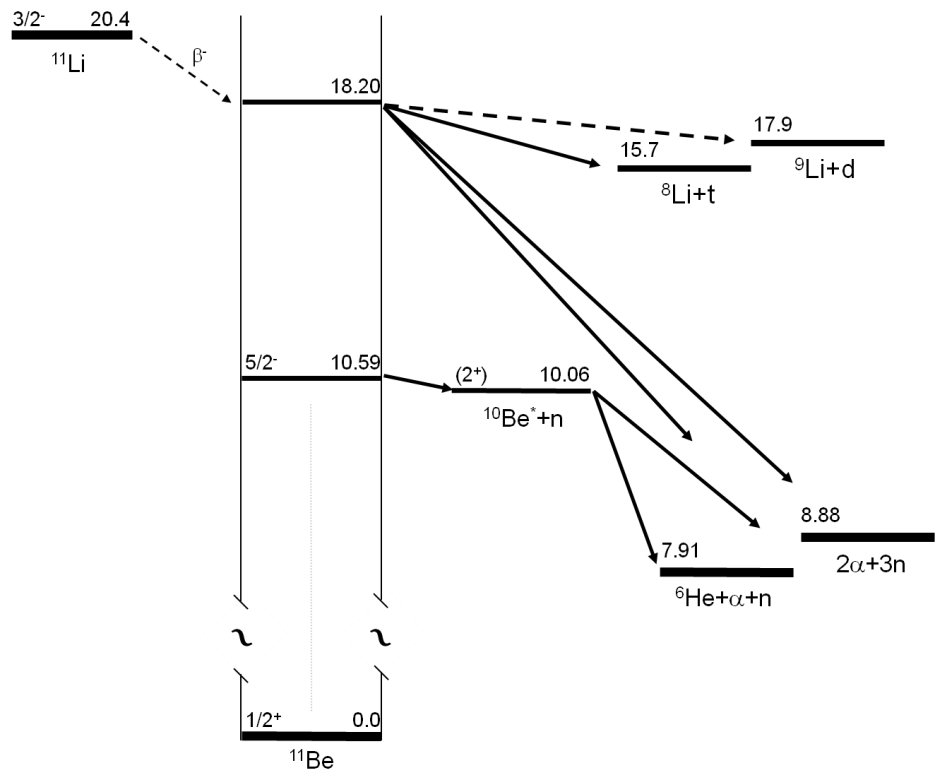 3/2⁻ 20.4
¹¹Li
β⁻
18.20
17.9
⁹Li+d
15.7
⁸Li+t
5/2⁻ 10.59
(2⁺) 10.06
¹⁰Be*+n
8.88
2α+3n
7.91
⁶He+α+n
1/2⁺ 0.0
¹¹Be